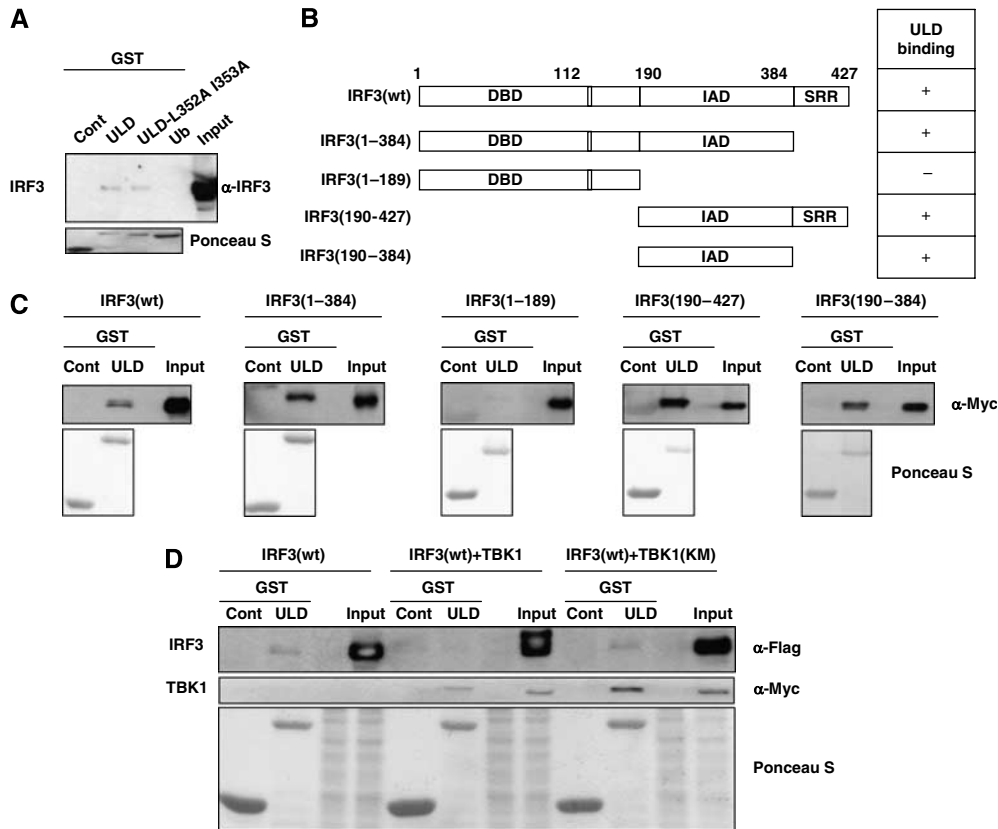 A
GST
Cont
ULD
ULD-L352A I353A
Ub
Input
IRF3
α-IRF3
Ponceau S
B
1 112 190 384 427
IRF3(wt) DBD IAD SRR
IRF3(1–384) DBD IAD
IRF3(1–189) DBD
IRF3(190-427) IAD SRR
IRF3(190–384) IAD
ULD
binding
+
+
–
+
+
C
IRF3(wt) IRF3(1–384) IRF3(1–189) IRF3(190–427) IRF3(190–384)
GST GST GST GST GST
Cont ULD Input Cont ULD Input Cont ULD Input Cont ULD Input Cont ULD Input
α-Myc
Ponceau S
D
IRF3(wt) IRF3(wt)+TBK1 IRF3(wt)+TBK1(KM)
GST GST GST
Cont ULD Input Cont ULD Input Cont ULD Input
IRF3 α-Flag
TBK1 α-Myc
Ponceau S